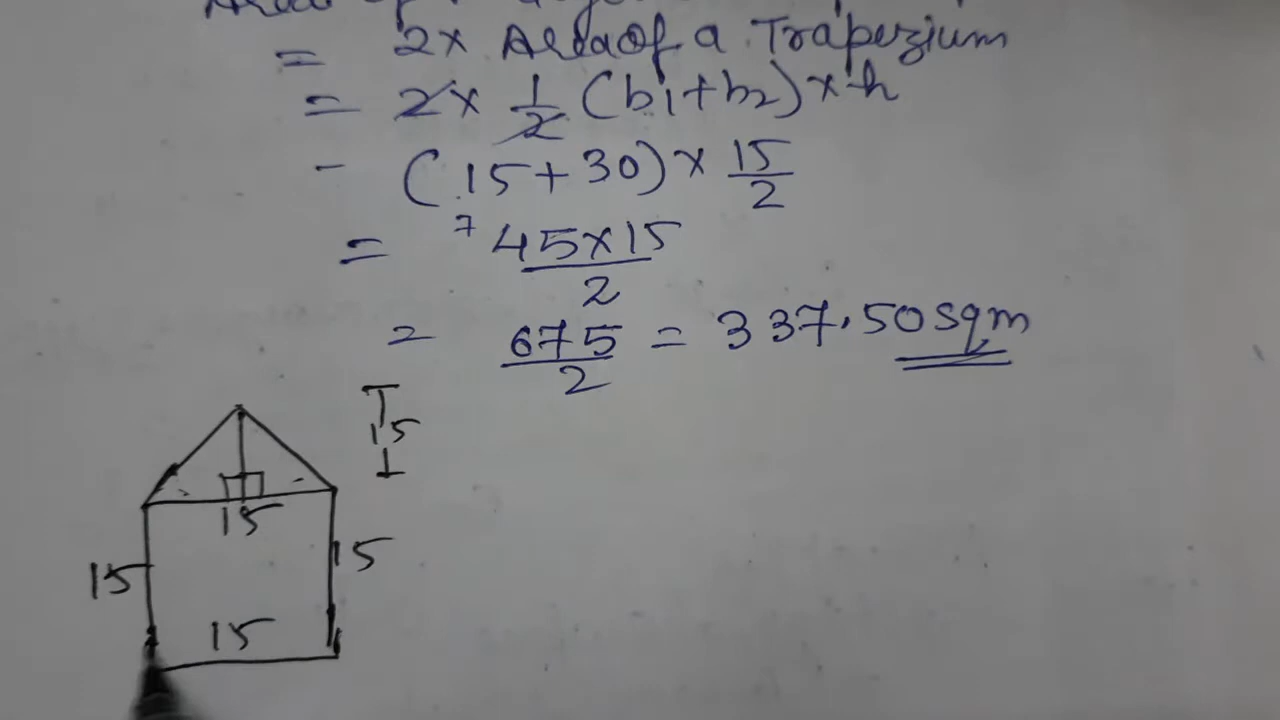 = 2x Area of a Trapezium
= 2x 1/2 (b1+b2)x h
- (15+30)x 15/2
= 7 45x15/2
= 675/2 = 337.50 sqm
15
15
15
15
15